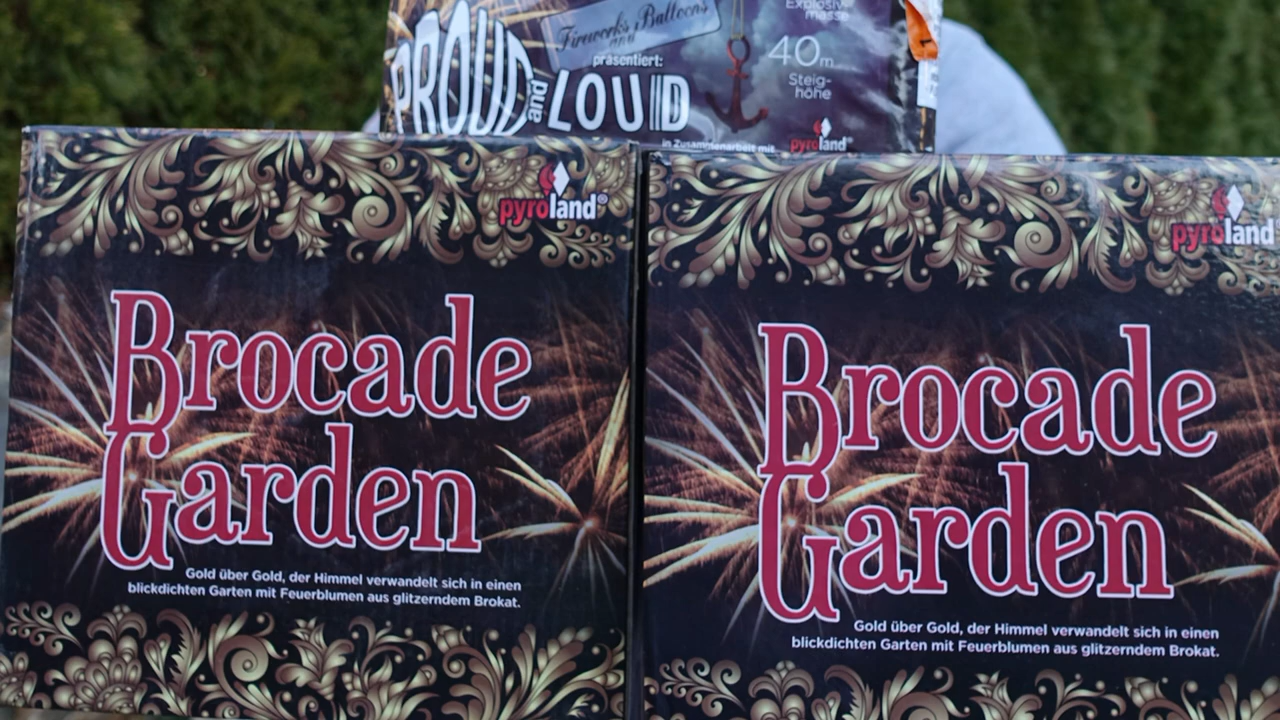 Fireworks and Balloons
präsentiert:
PROUD and LOUD
Explosiv-
masse
40m
Steig-
höhe
in Zusammenarbeit mit
pyroland®
pyroland®
Brocade
Garden
Gold über Gold, der Himmel verwandelt sich in einen
blickdichten Garten mit Feuerblumen aus glitzerndem Brokat.
pyroland
Brocade
Garden
Gold über Gold, der Himmel verwandelt sich in einen
blickdichten Garten mit Feuerblumen aus glitzerndem Brokat.